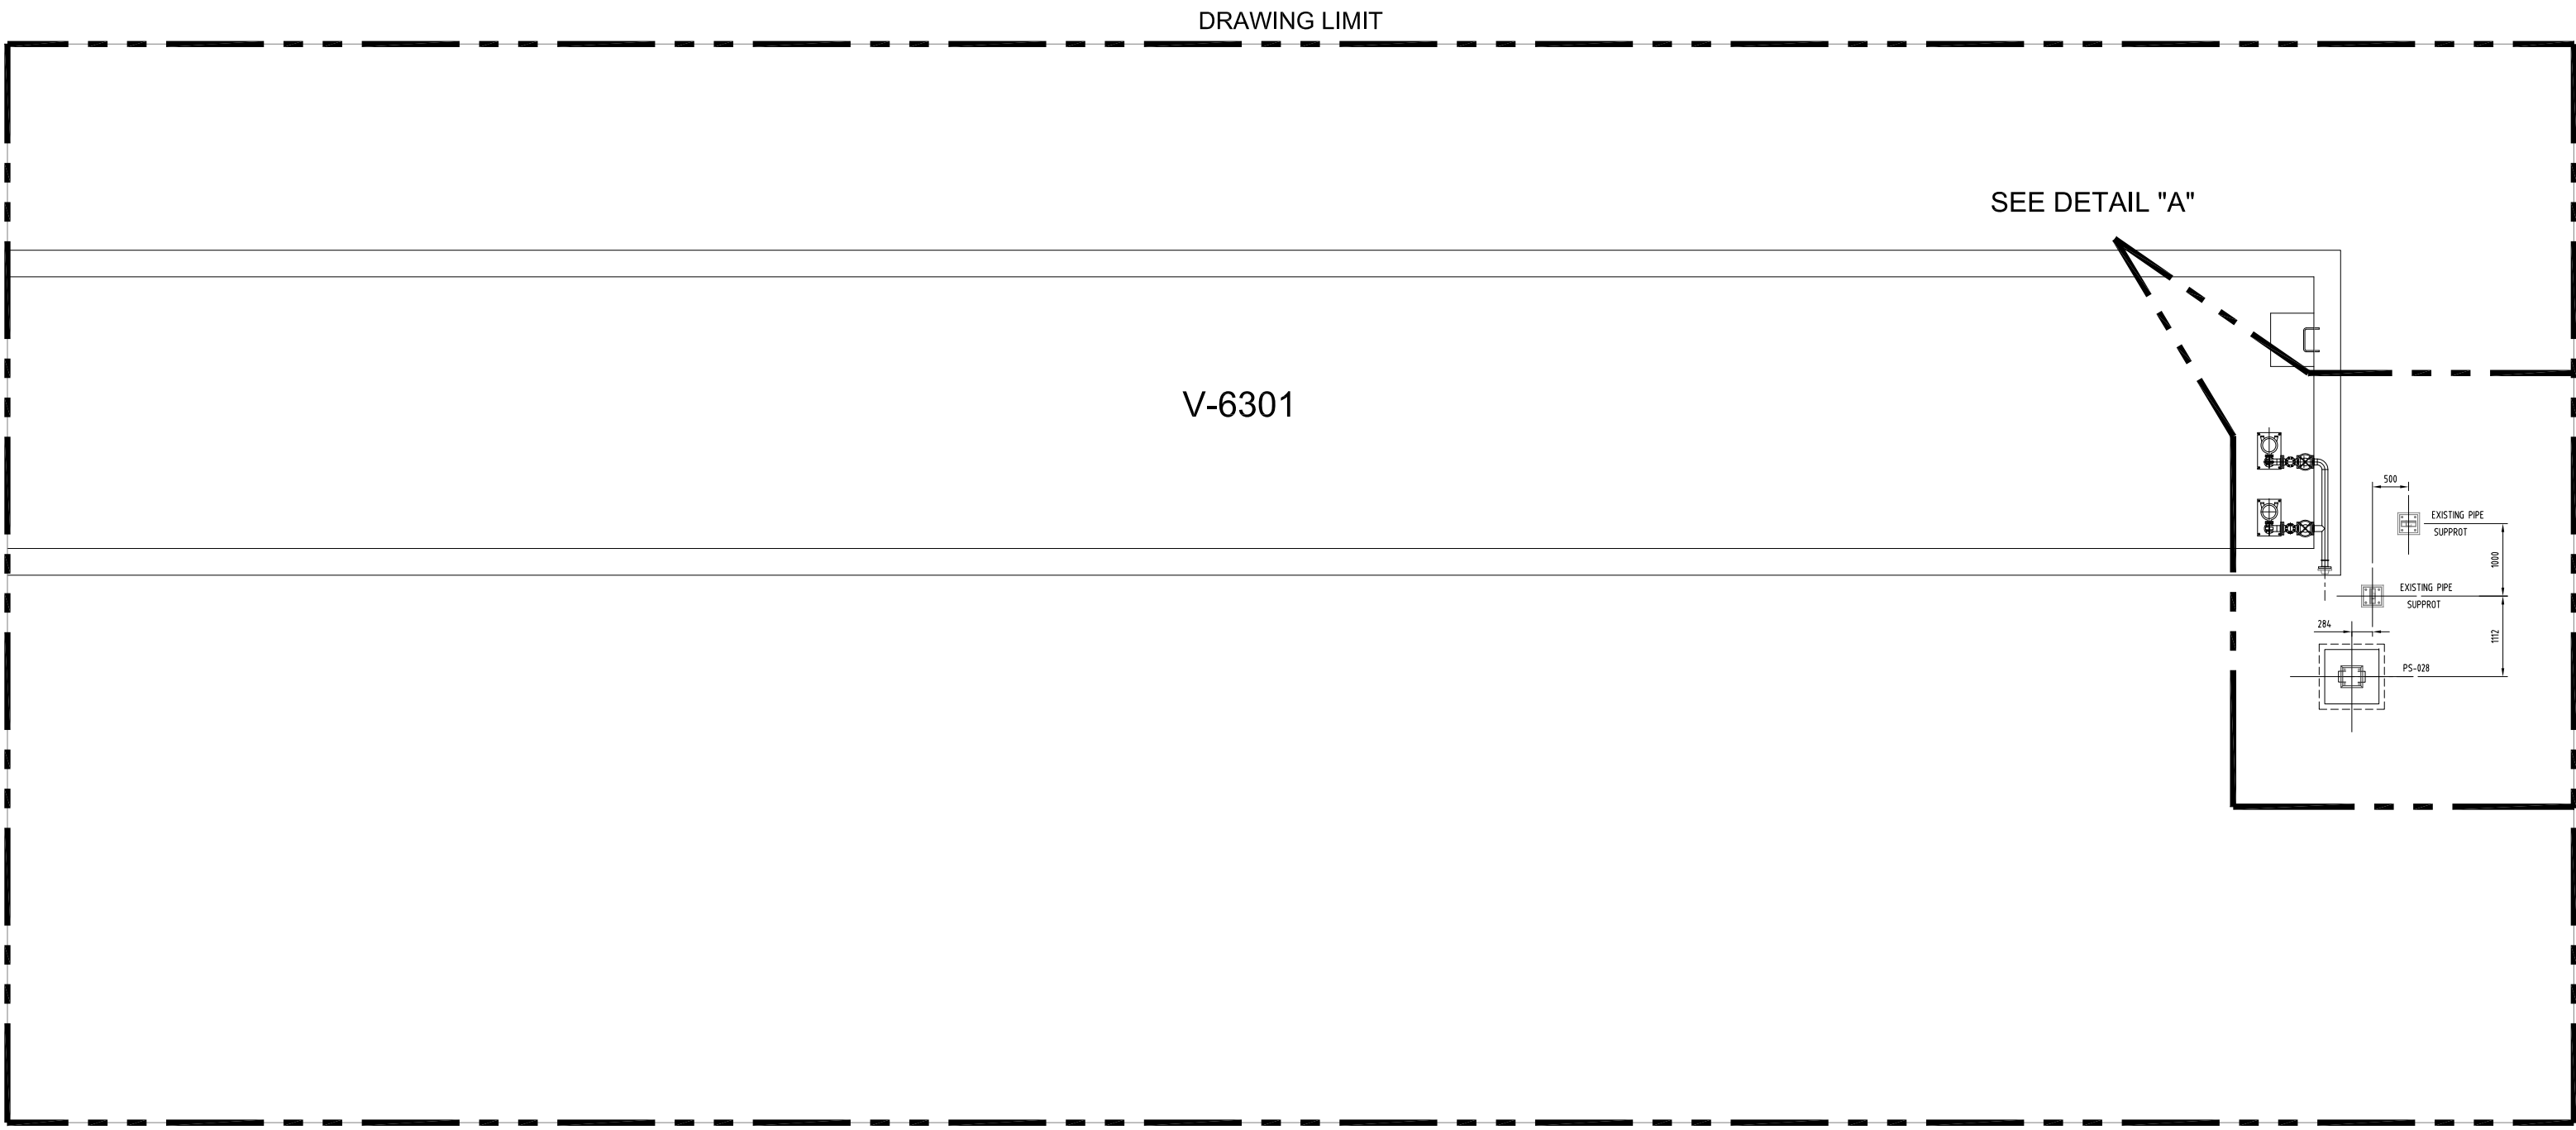 DRAWING LIMIT
SEE DETAIL "A"
V-6301
500
EXISTING PIPE
SUPPROT
1000
EXISTING PIPE
SUPPROT
284
1112
PS-028